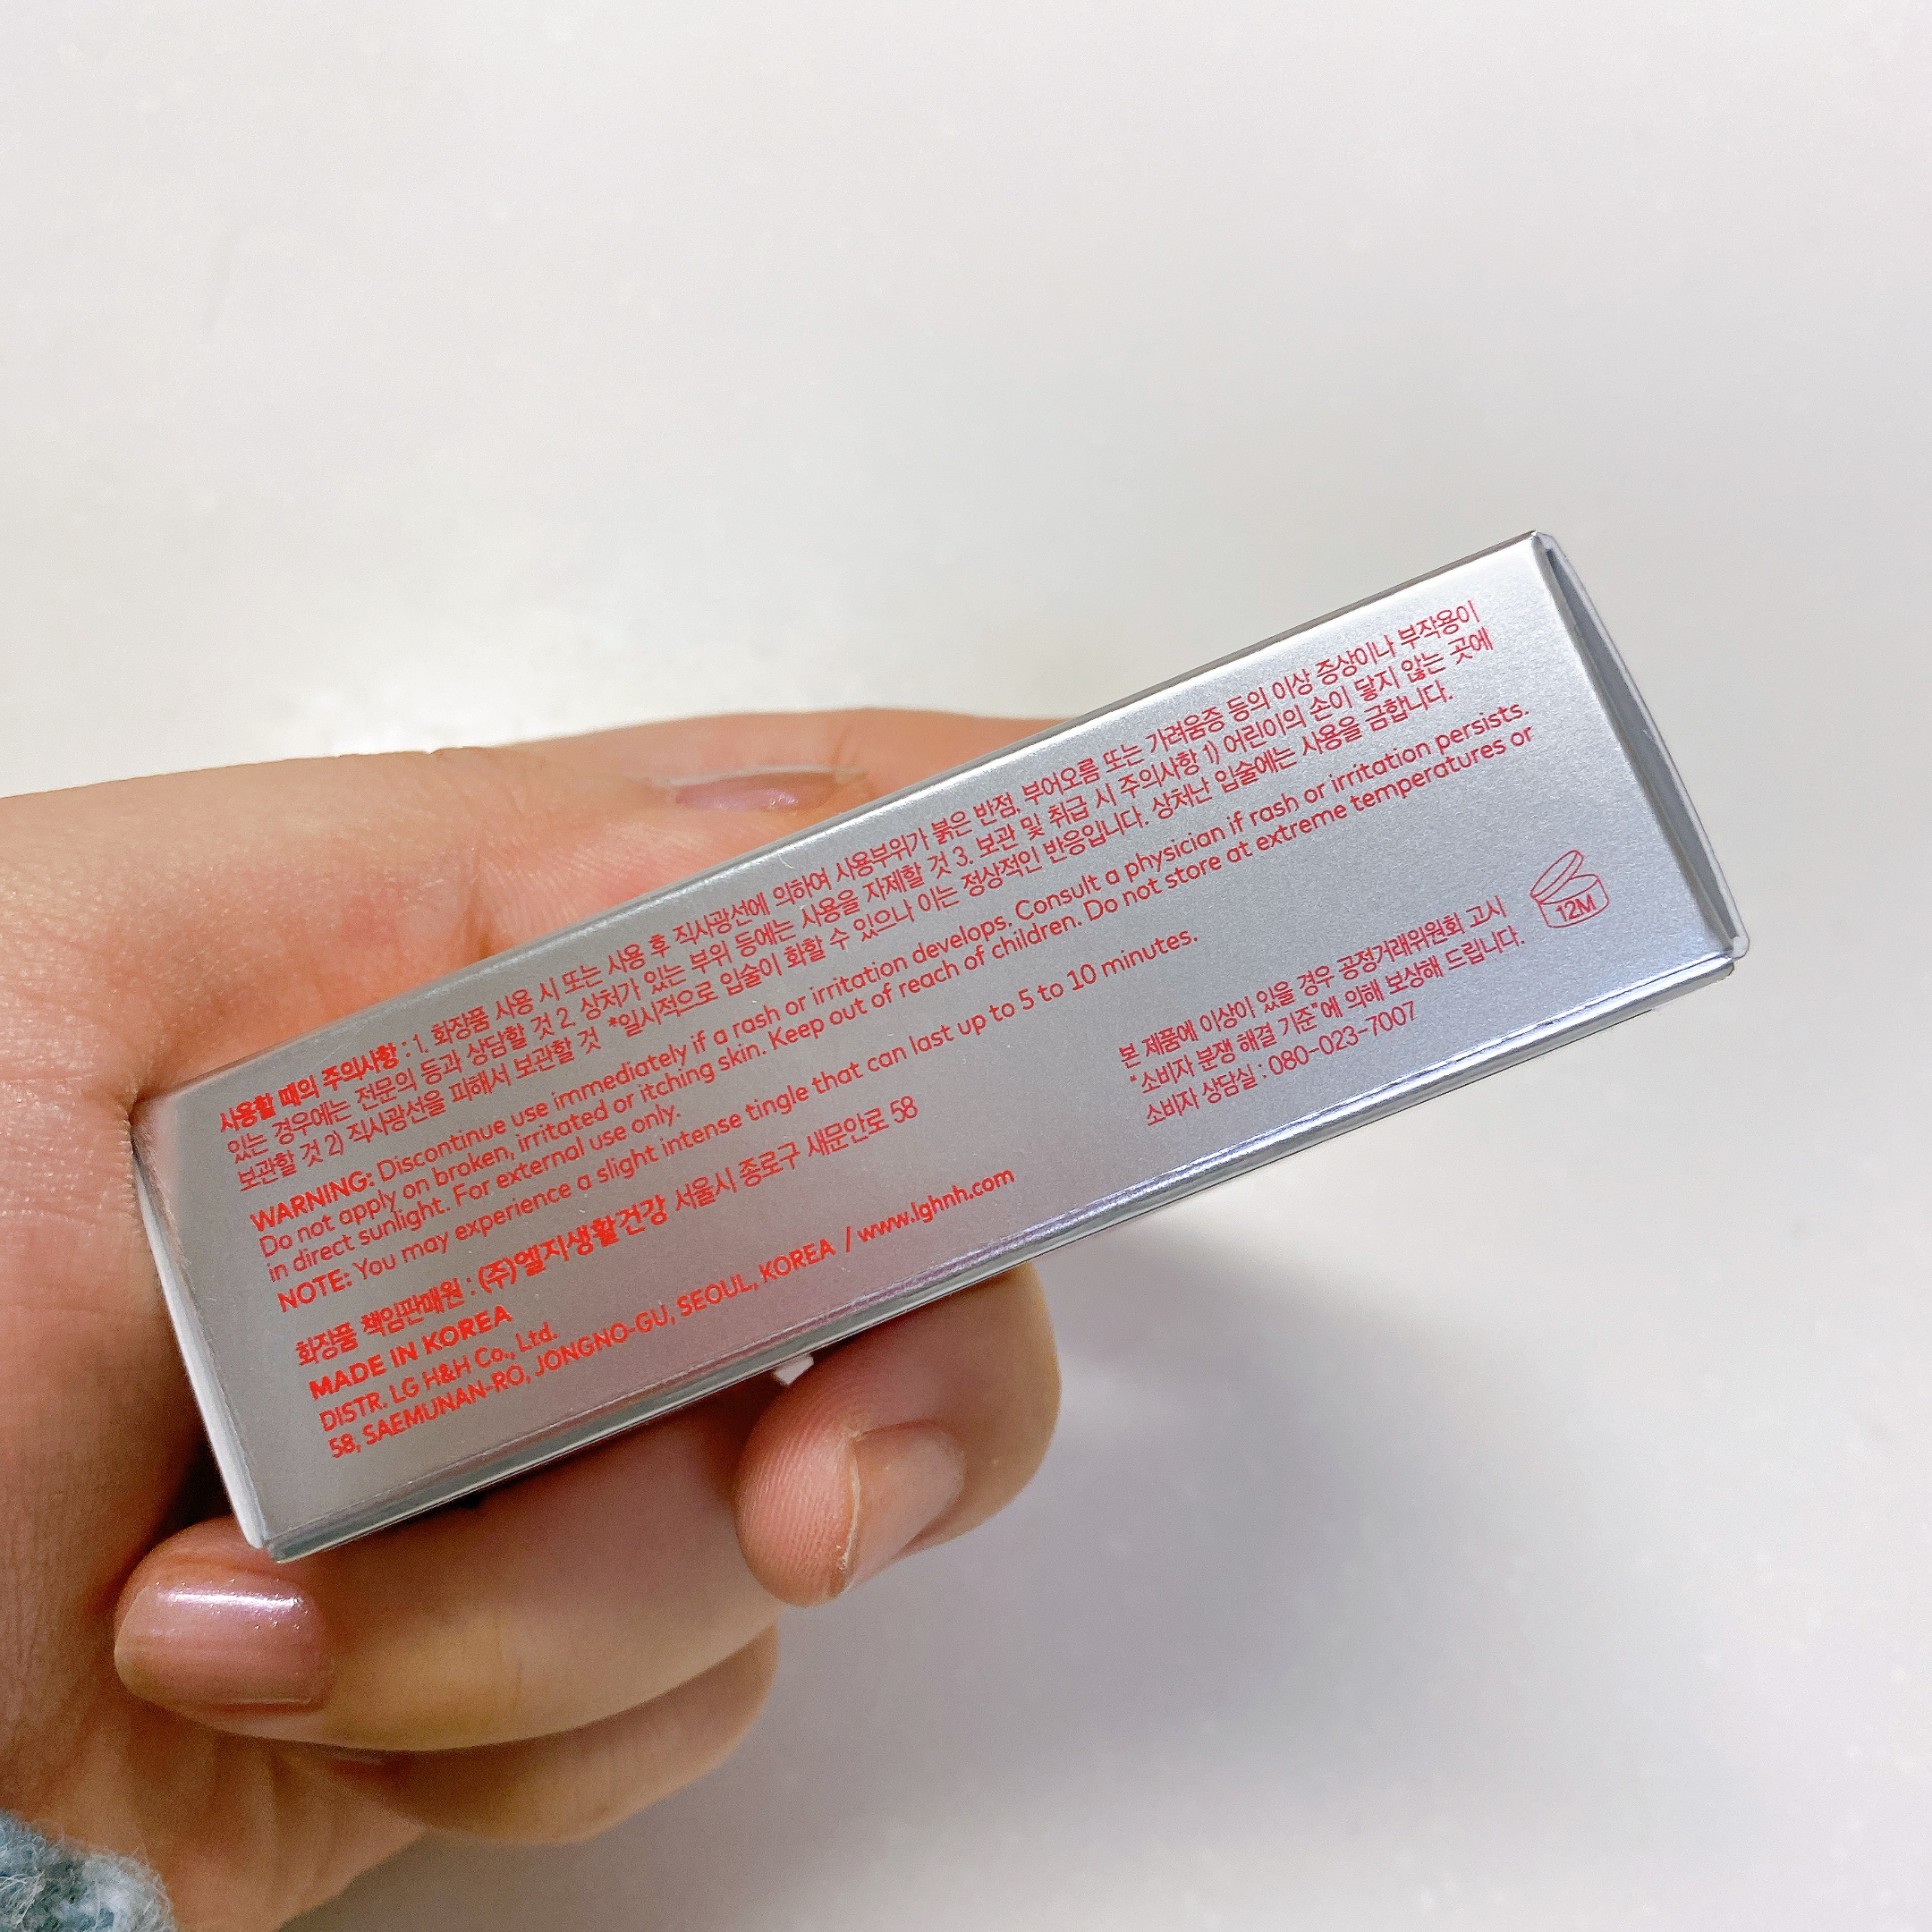 사용할 때의 주의사항 : 1. 화장품 사용 시 또는 사용 후 직사광선에 의하여 사용부위가 붉은 반점, 부어오름 또는 가려움증 등의 이상 증상이나 부작용이
있는 경우에는 전문의 등과 상담할 것 2. 상처가 있는 부위 등에는 사용을 자제할 것 3. 보관 및 취급 시 주의사항 1) 어린이의 손이 닿지 않는 곳에
보관할 것 2) 직사광선을 피해서 보관할 것 *일시적으로 입술이 화할 수 있으나 이는 정상적인 반응입니다. 상처난 입술에는 사용을 금합니다.
WARNING: Discontinue use immediately if a rash or irritation develops. Consult a physician if rash or irritation persists.
Do not apply on broken, irritated or itching skin. Keep out of reach of children. Do not store at extreme temperatures or
in direct sunlight. For external use only.
NOTE: You may experience a slight intense tingle that can last up to 5 to 10 minutes.
화장품 책임판매원 : (주)엘지생활건강 서울시 종로구 새문안로 58
MADE IN KOREA
DISTR. LG H&H Co., Ltd.
58, SAEMUNAN-RO, JONGNO-GU, SEOUL, KOREA / www.lghnh.com
본 제품에 이상이 있을 경우 공정거래위원회 고시
"소비자 분쟁 해결 기준"에 의해 보상해 드립니다.
소비자 상담실 : 080-023-7007
12M